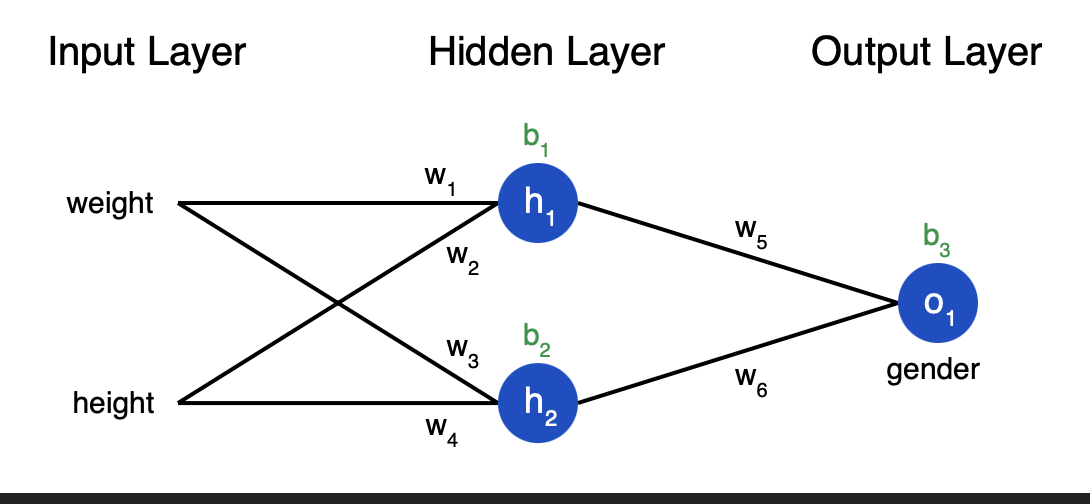 Input Layer
Hidden Layer
Output Layer
b₁
weight
w₁
h₁
w₂
w₅
b₃
o₁
gender
w₃
b₂
height
h₂
w₄
w₆